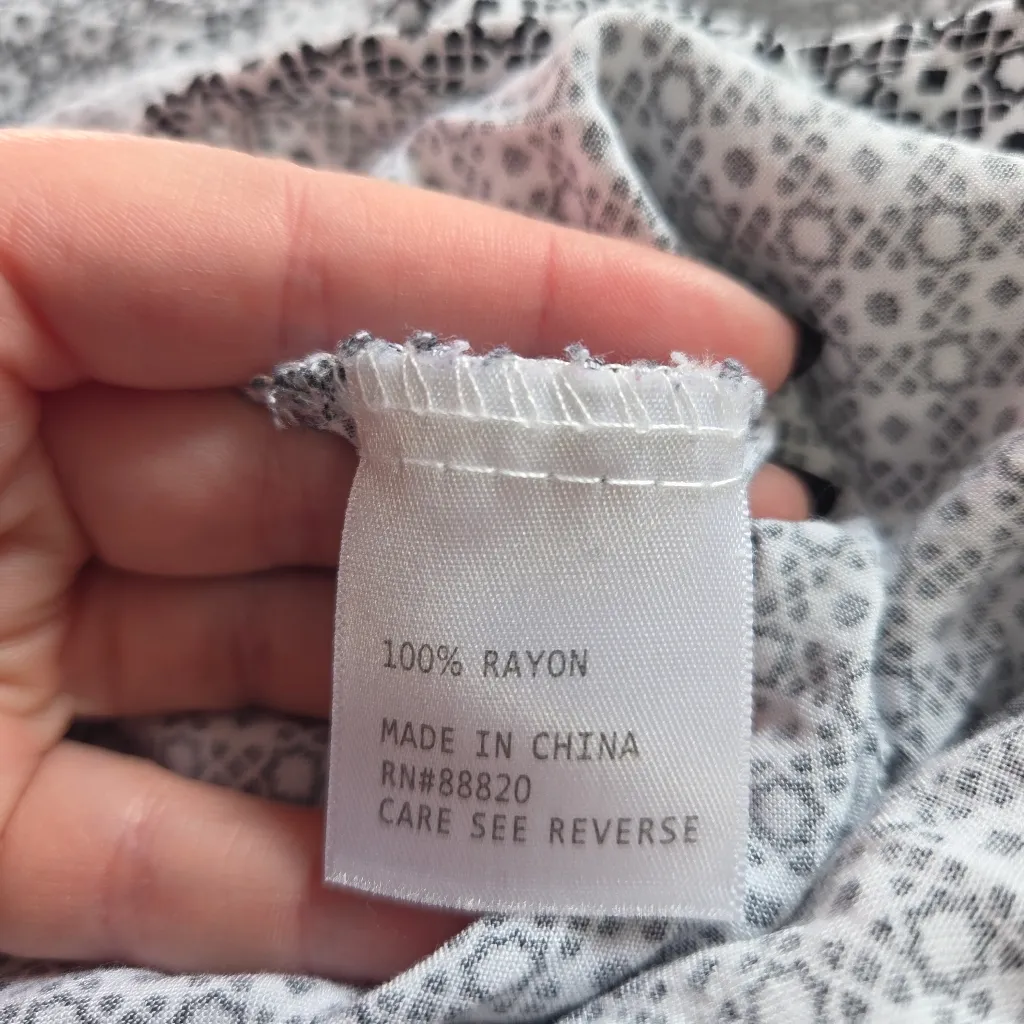 100% RAYON
MADE IN CHINA
RN#88820
CARE SEE REVERSE